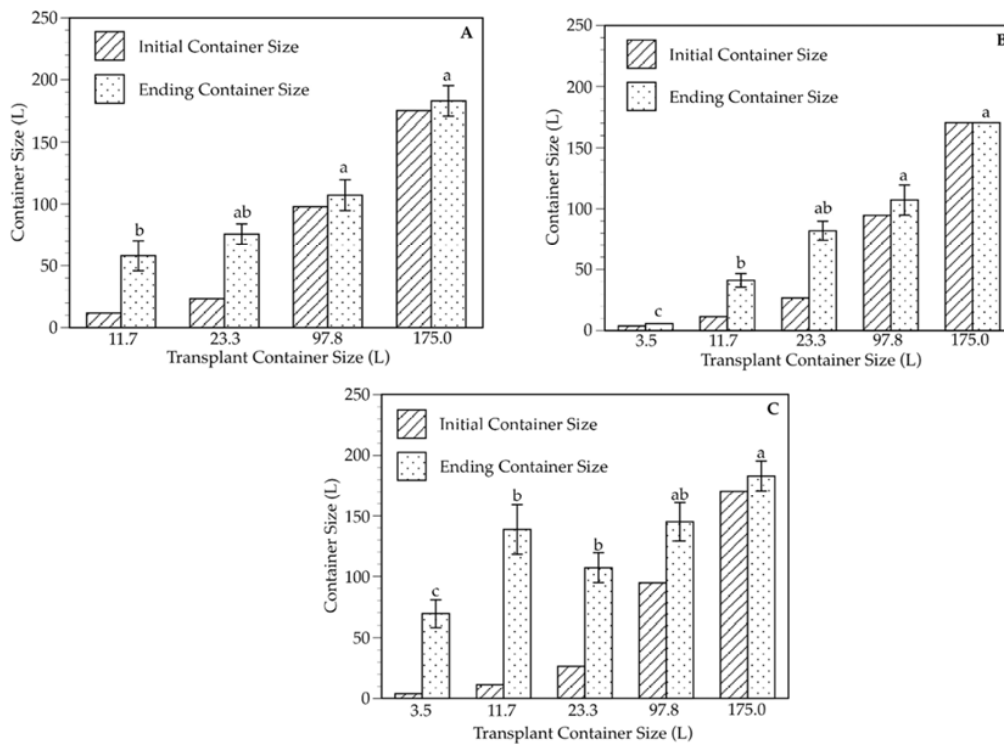 A
250
200
150
100
50
0
Container Size (L)
Initial Container Size
Ending Container Size
b
ab
a
a
11.7 23.3 97.8 175.0
Transplant Container Size (L)
B
250
200
150
100
50
0
Container Size (L)
Initial Container Size
Ending Container Size
c
b
ab
a
a
3.5 11.7 23.3 97.8 175.0
Transplant Container Size (L)
C
250
200
150
100
50
0
Container Size (L)
Initial Container Size
Ending Container Size
c
b
b
ab
a
3.5 11.7 23.3 97.8 175.0
Transplant Container Size (L)